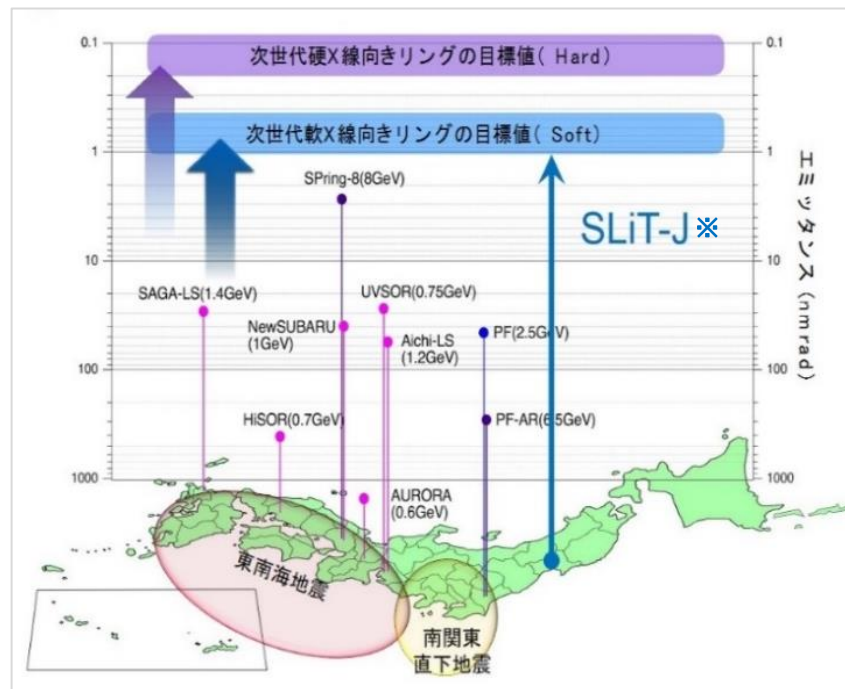 0.1
0.1
次世代硬X線向きリングの目標値( Hard)
次世代軟X線向きリングの目標値( Soft)
1
1
SPring-8(8GeV)
SLiT-J※
エミッタンス(nmrad)
10
10
SAGA-LS(1.4GeV)
UVSOR(0.75GeV)
NewSUBARU
(1GeV)
Aichi-LS
(1.2GeV)
PF(2.5GeV)
100
100
HiSOR(0.7GeV)
PF-AR(6.5GeV)
1000
1000
AURORA
(0.6GeV)
東南海地震
南関東
直下地震